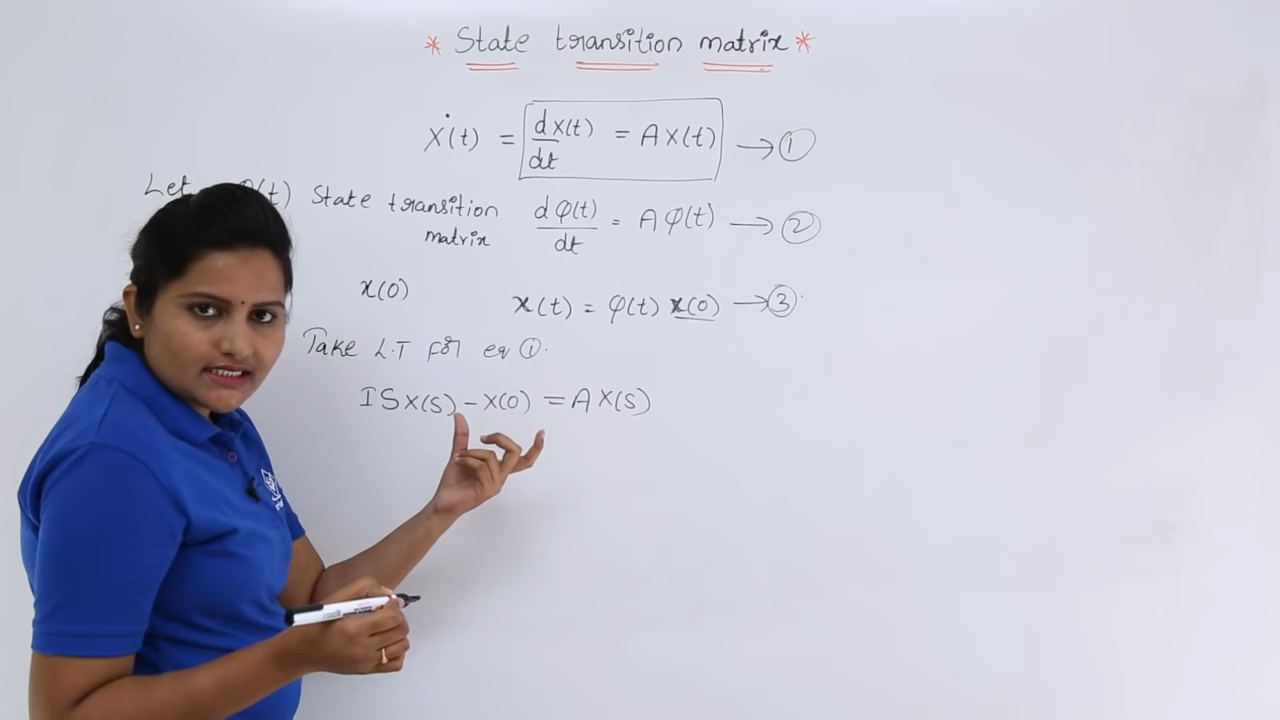 * State transition matrix *
Ẋ(t) = dX(t)/dt = AX(t) → ①
Let φ(t) State transition matrix dφ(t)/dt = Aφ(t) → ②
x(0) x(t) = φ(t) x(0) → ③
Take L.T For eq ①.
ISX(S) - X(0) = AX(S)